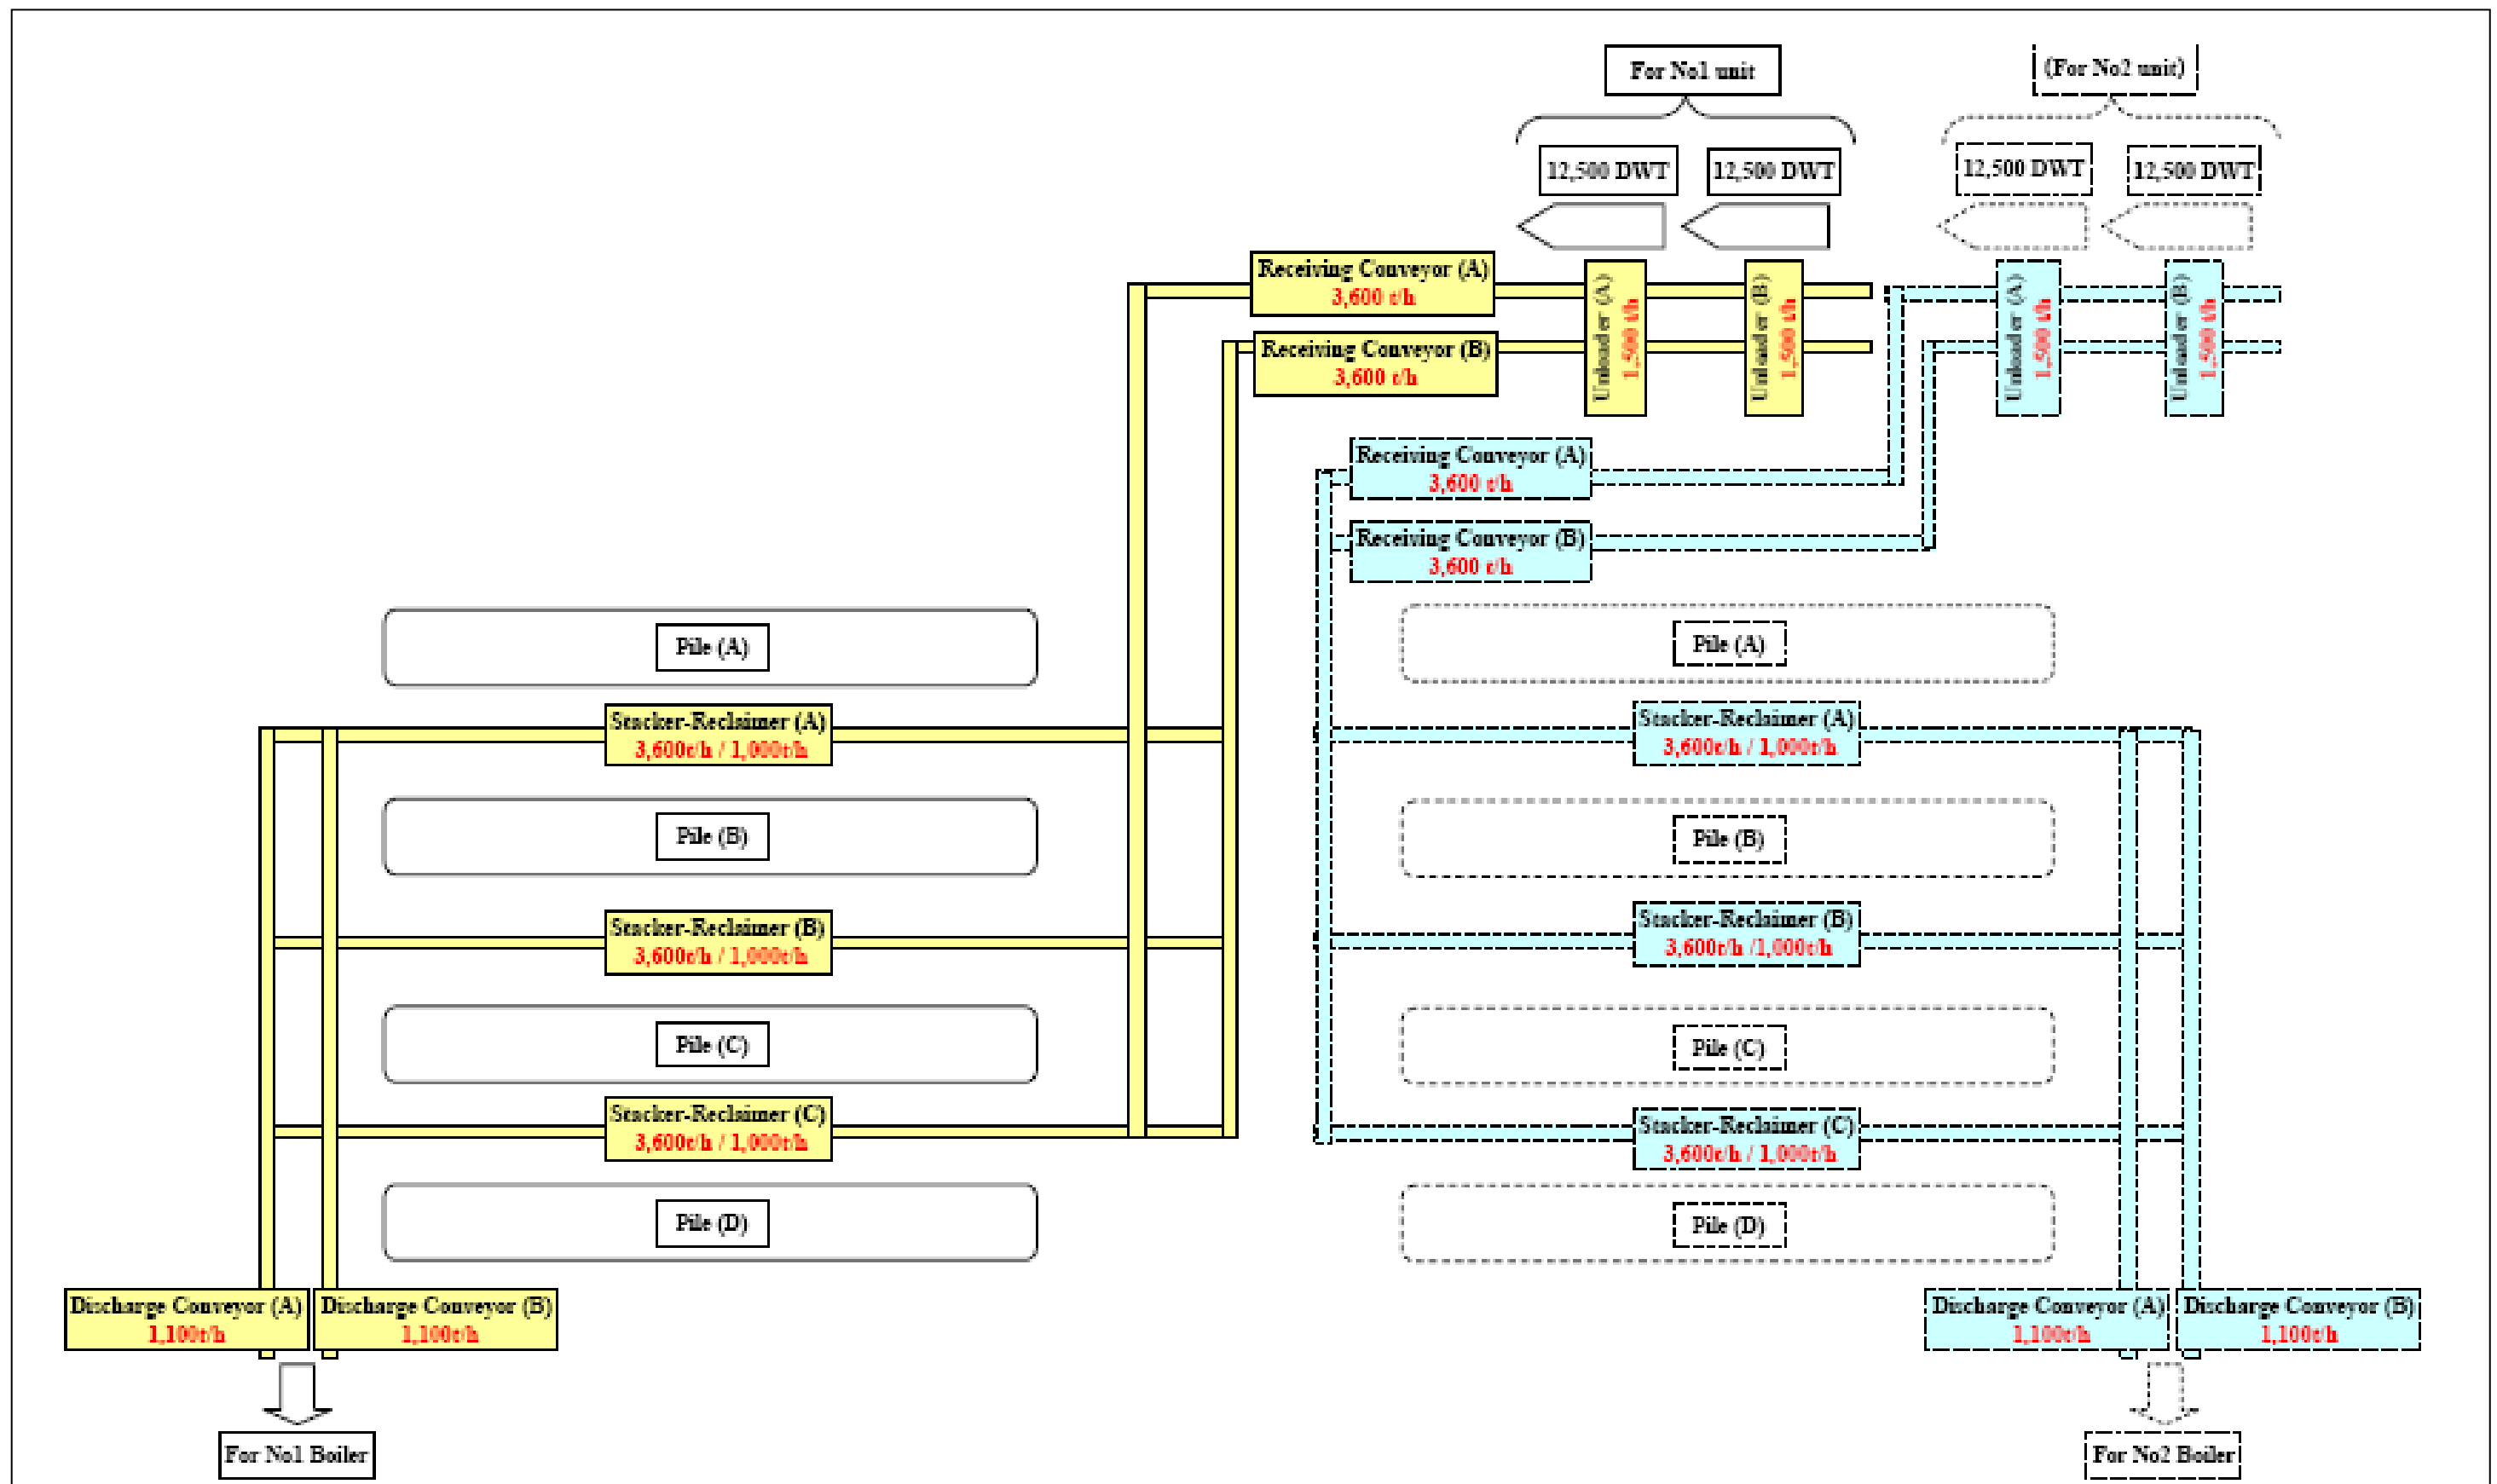 For No1 unit
(For No2 unit)
12,500 DWT
12,500 DWT
12,500 DWT
12,500 DWT
Receiving Conveyor (A)
3,600 t/h
Receiving Conveyor (B)
3,600 t/h
Unloader (A)
1,500 t/h
Unloader (B)
1,500 t/h
Unloader (A)
1,500 t/h
Unloader (B)
1,500 t/h
Receiving Conveyor (A)
3,600 t/h
Receiving Conveyor (B)
3,600 t/h
Pile (A)
Pile (A)
Stacker-Reclaimer (A)
3,600t/h / 1,000t/h
Stacker-Reclaimer (A)
3,600t/h / 1,000t/h
Pile (B)
Pile (B)
Stacker-Reclaimer (B)
3,600t/h / 1,000t/h
Stacker-Reclaimer (B)
3,600t/h /1,000t/h
Pile (C)
Pile (C)
Stacker-Reclaimer (C)
3,600t/h / 1,000t/h
Stacker-Reclaimer (C)
3,600t/h / 1,000t/h
Pile (D)
Pile (D)
Discharge Conveyor (A)
1,100t/h
Discharge Conveyor (B)
1,100t/h
Discharge Conveyor (A)
1,100t/h
Discharge Conveyor (B)
1,100t/h
For No1 Boiler
For No2 Boiler